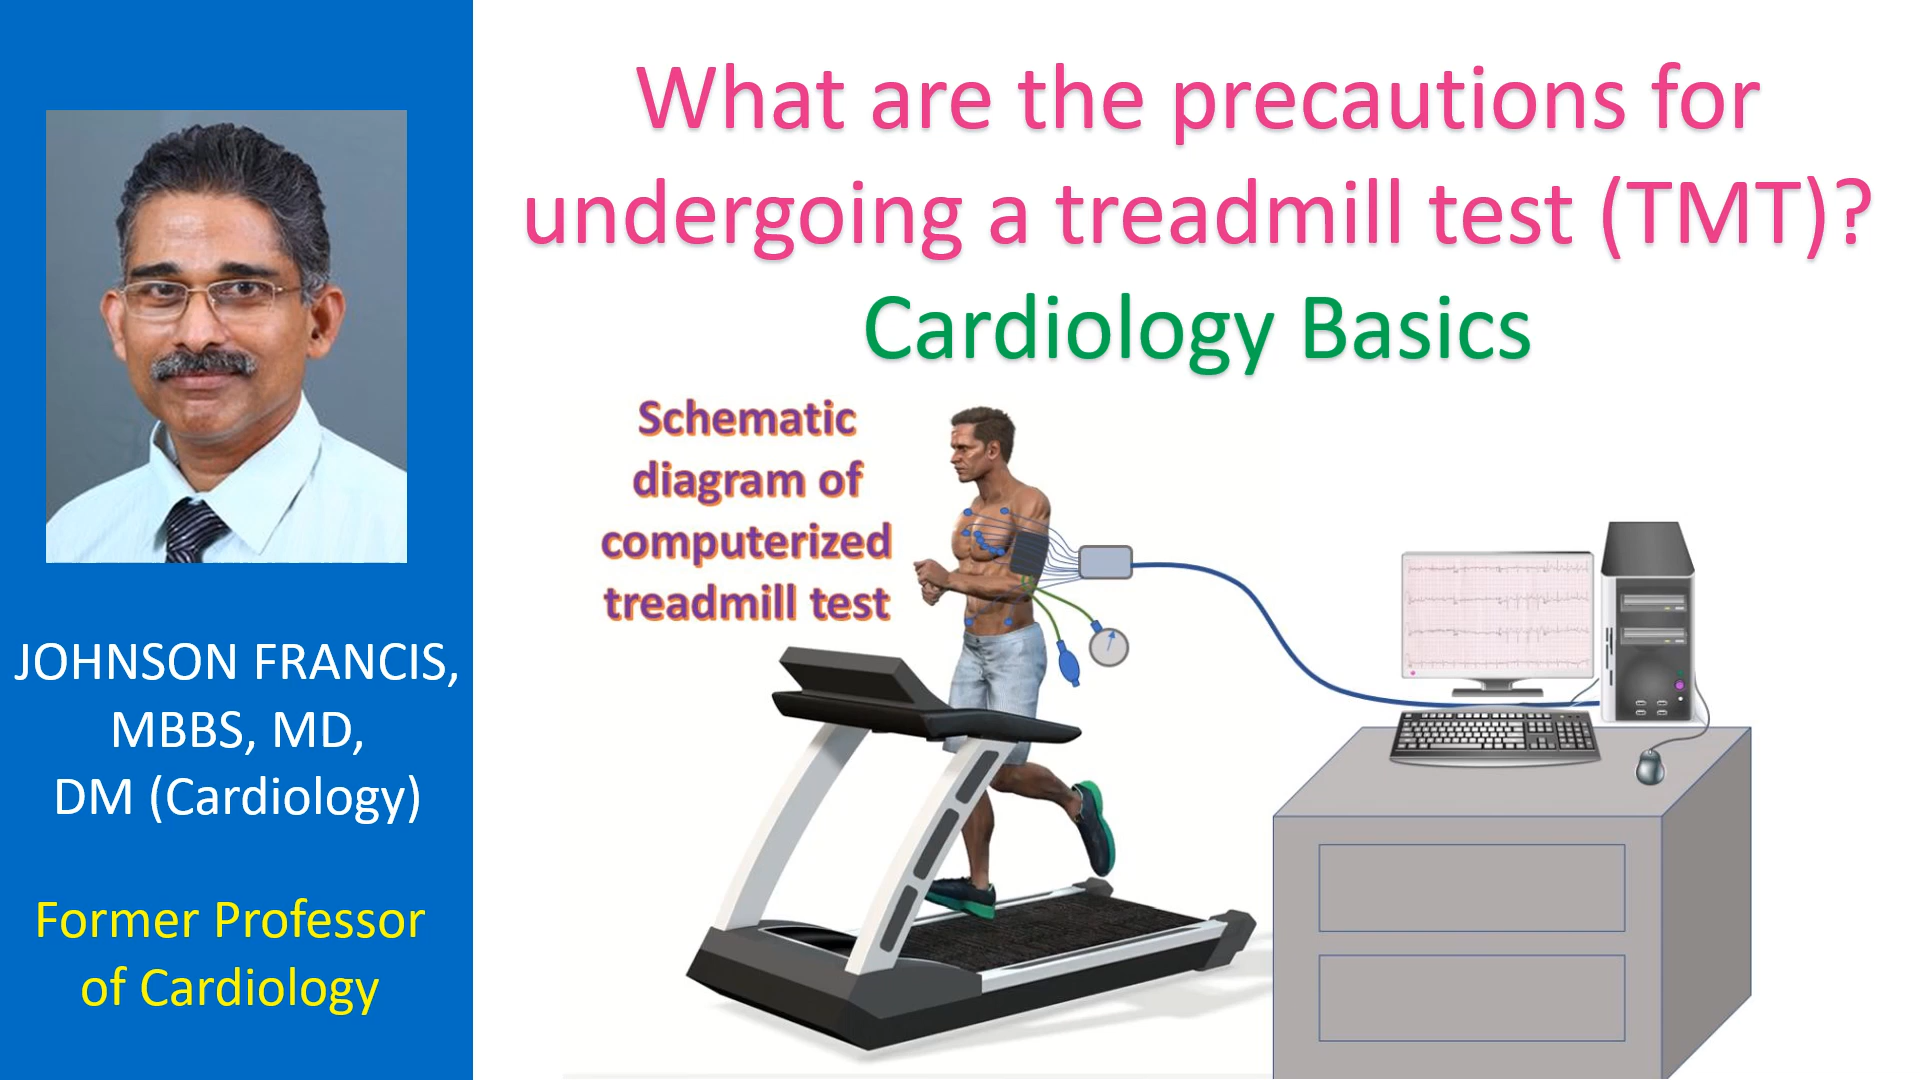 What are the precautions for
undergoing a treadmill test (TMT)?
Cardiology Basics
Schematic
diagram of
computerized
treadmill test
JOHNSON FRANCIS,
MBBS, MD,
DM (Cardiology)
Former Professor
of Cardiology